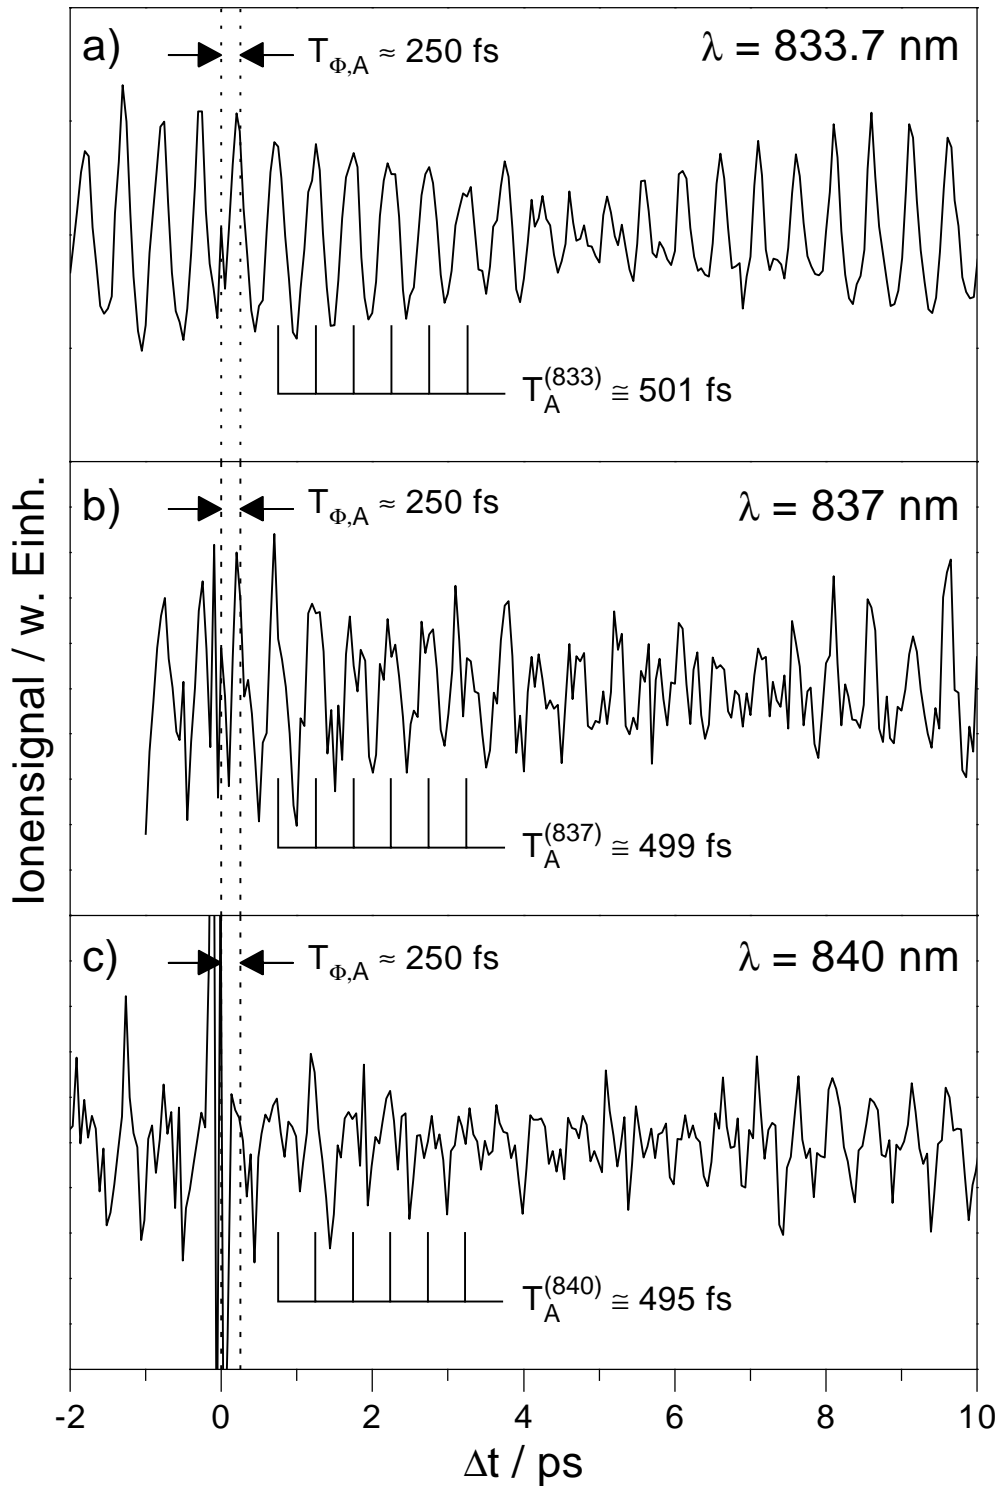 a)
T_Φ,A ≈ 250 fs
λ = 833.7 nm
T_A^(833) ≅ 501 fs
b)
T_Φ,A ≈ 250 fs
λ = 837 nm
T_A^(837) ≅ 499 fs
c)
T_Φ,A ≈ 250 fs
λ = 840 nm
T_A^(840) ≅ 495 fs
Ionensignal / w. Einh.
-2 0 2 4 6 8 10
Δt / ps